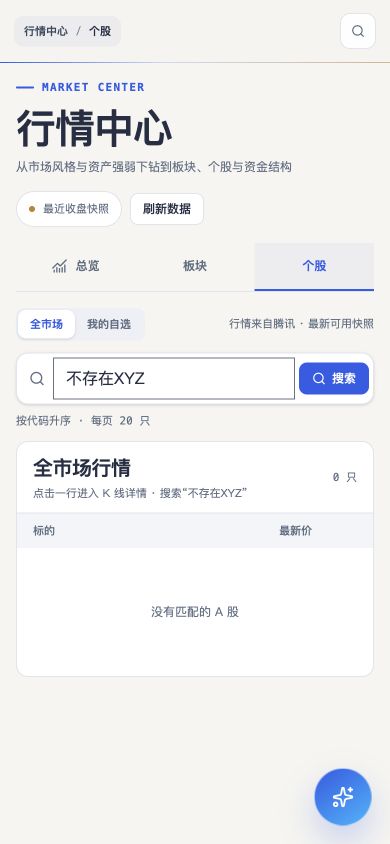 行情中心 / 个股
MARKET CENTER
行情中心
从市场风格与资产强弱下钻到板块、个股与资金结构
最近收盘快照 刷新数据
总览 板块 个股
全市场 我的自选 行情来自腾讯 · 最新可用快照
不存在XYZ 搜索
按代码升序 · 每页 20 只
全市场行情
0 只
点击一行进入 K 线详情 · 搜索“不存在XYZ”
标的 最新价
没有匹配的 A 股